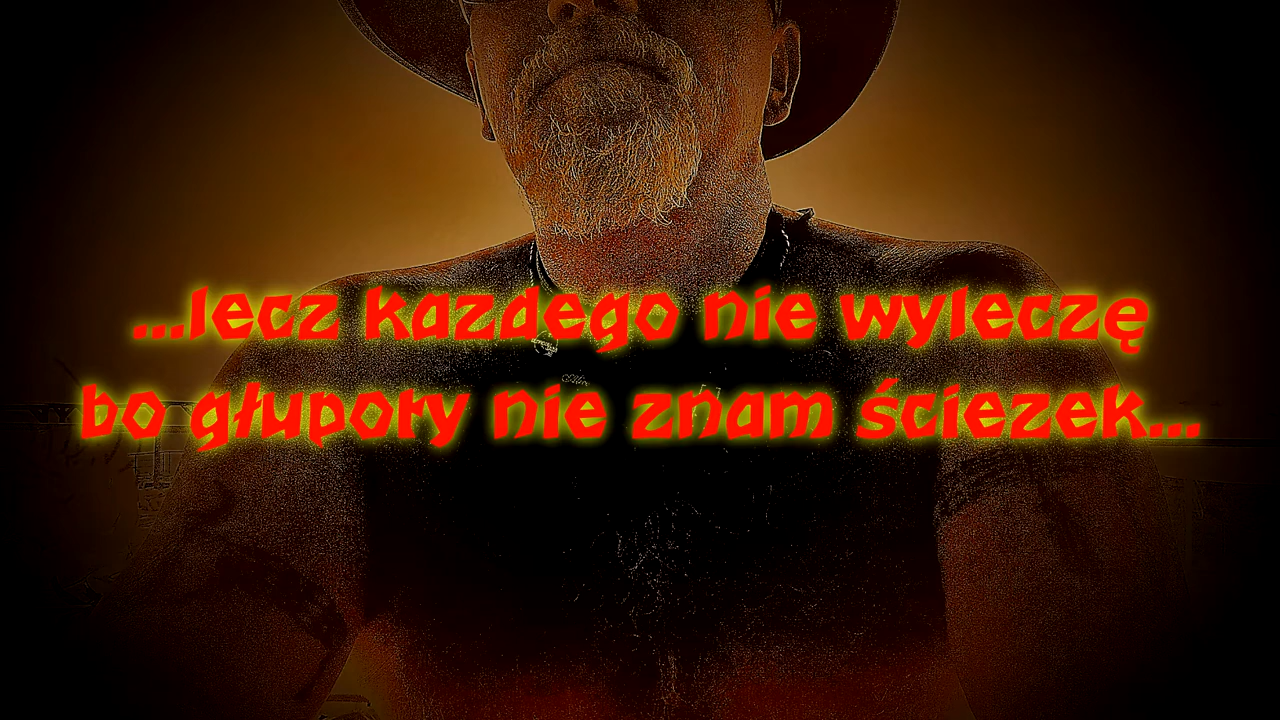 ...lecz kazdego nie wyleczę
bo głupoty nie znam ściezek...